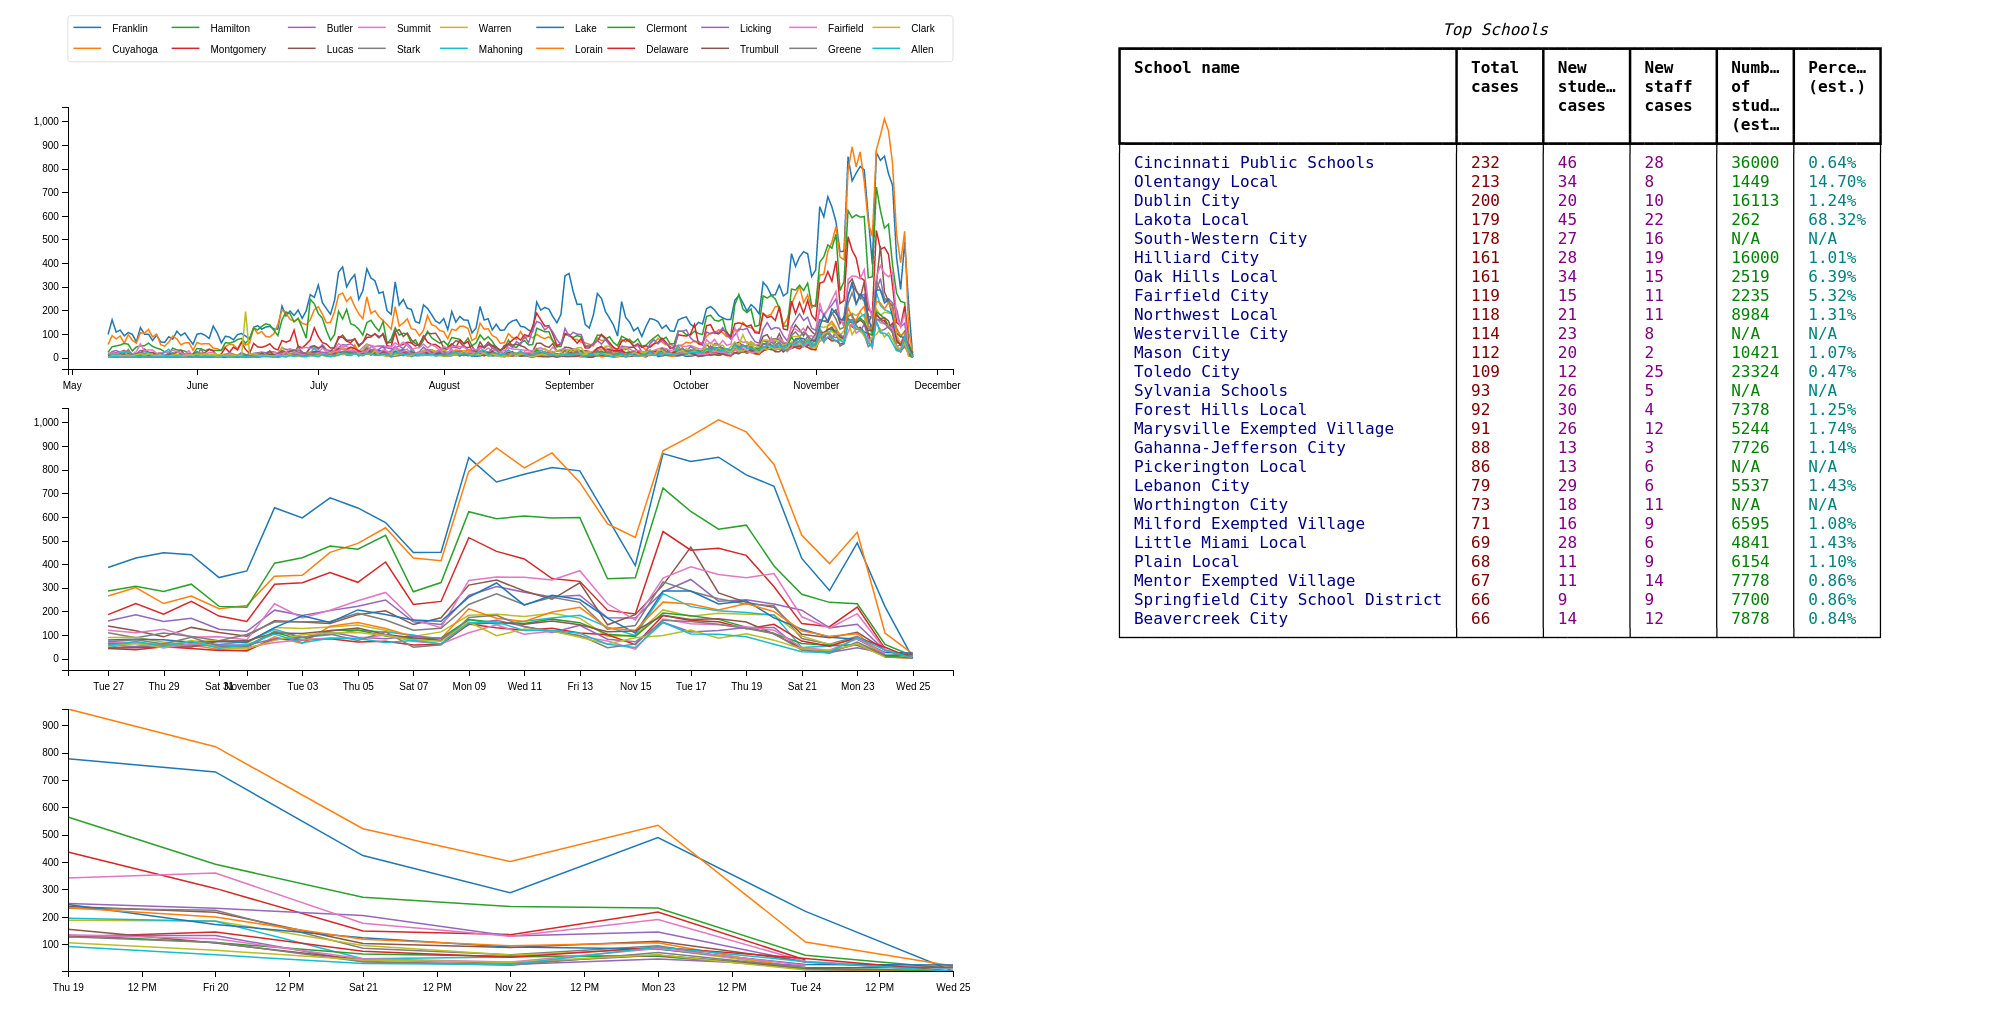 Franklin Hamilton Butler Summit Warren Lake Clermont Licking Fairfield Clark
Cuyahoga Montgomery Lucas Stark Mahoning Lorain Delaware Trumbull Greene Allen
1,000
900
800
700
600
500
400
300
200
100
0
May June July August September October November December
1,000
900
800
700
600
500
400
300
200
100
0
Tue 27 Thu 29 Sat 31 November Tue 03 Thu 05 Sat 07 Mon 09 Wed 11 Fri 13 Nov 15 Tue 17 Thu 19 Sat 21 Mon 23 Wed 25
900
800
700
600
500
400
300
200
100
Thu 19 12 PM Fri 20 12 PM Sat 21 12 PM Nov 22 12 PM Mon 23 12 PM Tue 24 12 PM Wed 25
Top Schools
School name Total New New Numb… Perce…
cases stude… staff of (est.)
cases cases stud…
(est…
Cincinnati Public Schools 232 46 28 36000 0.64%
Olentangy Local 213 34 8 1449 14.70%
Dublin City 200 20 10 16113 1.24%
Lakota Local 179 45 22 262 68.32%
South-Western City 178 27 16 N/A N/A
Hilliard City 161 28 19 16000 1.01%
Oak Hills Local 161 34 15 2519 6.39%
Fairfield City 119 15 11 2235 5.32%
Northwest Local 118 21 11 8984 1.31%
Westerville City 114 23 8 N/A N/A
Mason City 112 20 2 10421 1.07%
Toledo City 109 12 25 23324 0.47%
Sylvania Schools 93 26 5 N/A N/A
Forest Hills Local 92 30 4 7378 1.25%
Marysville Exempted Village 91 26 12 5244 1.74%
Gahanna-Jefferson City 88 13 3 7726 1.14%
Pickerington Local 86 13 6 N/A N/A
Lebanon City 79 29 6 5537 1.43%
Worthington City 73 18 11 N/A N/A
Milford Exempted Village 71 16 9 6595 1.08%
Little Miami Local 69 28 6 4841 1.43%
Plain Local 68 11 9 6154 1.10%
Mentor Exempted Village 67 11 14 7778 0.86%
Springfield City School District 66 9 9 7700 0.86%
Beavercreek City 66 14 12 7878 0.84%